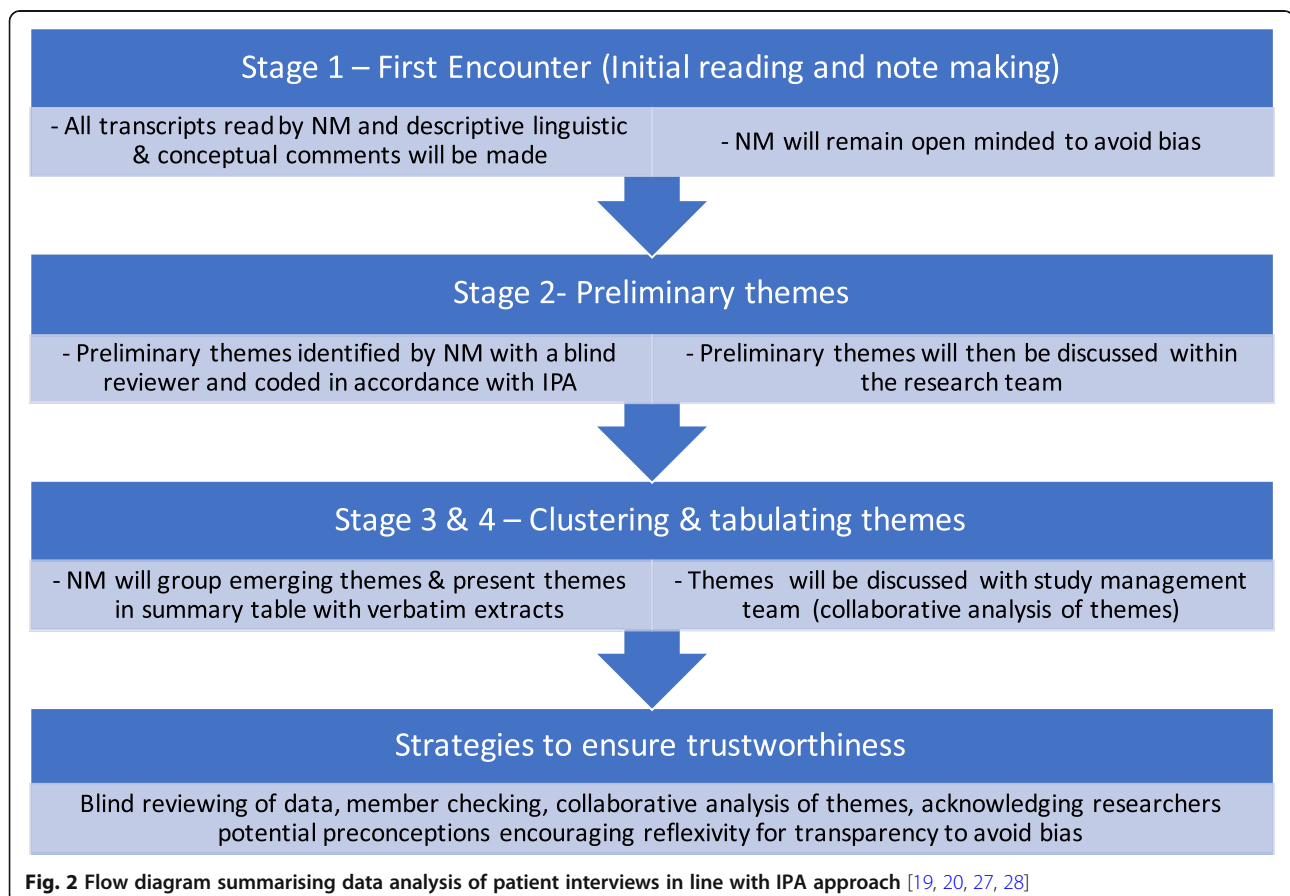 Stage 1 – First Encounter (Initial reading and note making)
- All transcripts read by NM and descriptive linguistic
& conceptual comments will be made
- NM will remain open minded to avoid bias
Stage 2- Preliminary themes
- Preliminary themes identified by NM with a blind
reviewer and coded in accordance with IPA
- Preliminary themes will then be discussed within
the research team
Stage 3 & 4 – Clustering & tabulating themes
- NM will group emerging themes & present themes
in summary table with verbatim extracts
- Themes will be discussed with study management
team (collaborative analysis of themes)
Strategies to ensure trustworthiness
Blind reviewing of data, member checking, collaborative analysis of themes, acknowledging researchers
potential preconceptions encouraging reflexivity for transparency to avoid bias
Fig. 2 Flow diagram summarising data analysis of patient interviews in line with IPA approach [19, 20, 27, 28]